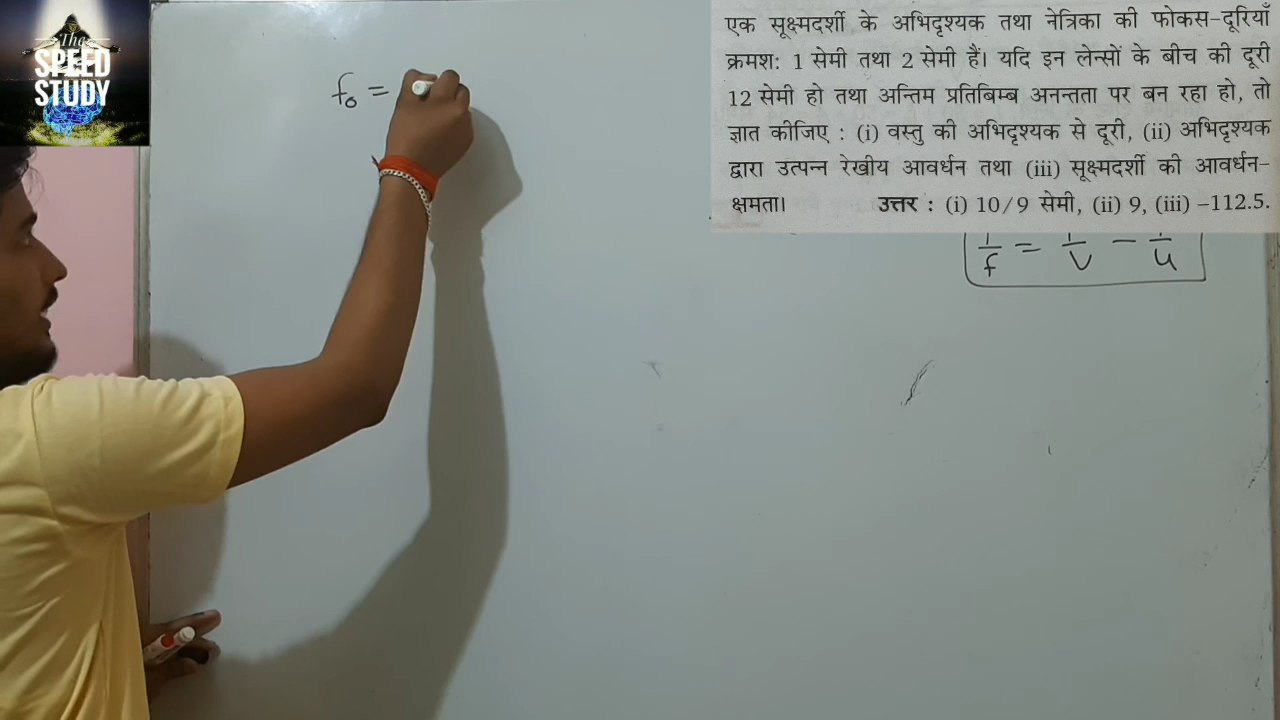 The
SPEED
STUDY
एक सूक्ष्मदर्शी के अभिदृश्यक तथा नेत्रिका की फोकस-दूरियाँ
क्रमश: 1 सेमी तथा 2 सेमी हैं। यदि इन लेन्सों के बीच की दूरी
12 सेमी हो तथा अन्तिम प्रतिबिम्ब अनन्तता पर बन रहा हो, तो
ज्ञात कीजिए : (i) वस्तु की अभिदृश्यक से दूरी, (ii) अभिदृश्यक
द्वारा उत्पन्न रेखीय आवर्धन तथा (iii) सूक्ष्मदर्शी की आवर्धन-
क्षमता। उत्तर : (i) 10/9 सेमी, (ii) 9, (iii) –112.5.
f₀ =
1/f = 1/v – 1/u